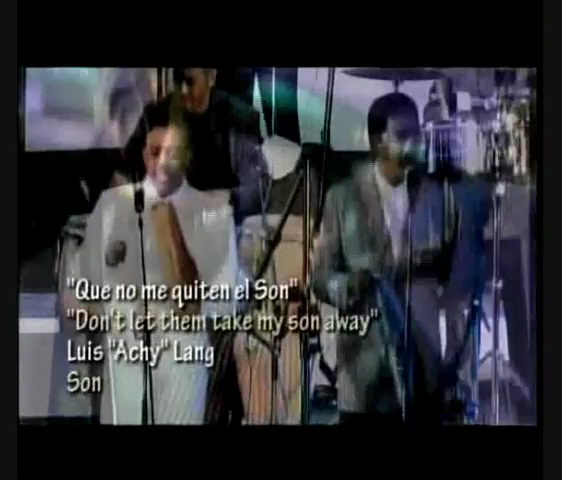 "Que no me quiten el Son"
"Don't let them take my son away"
Luis "Achy" Lang
Son